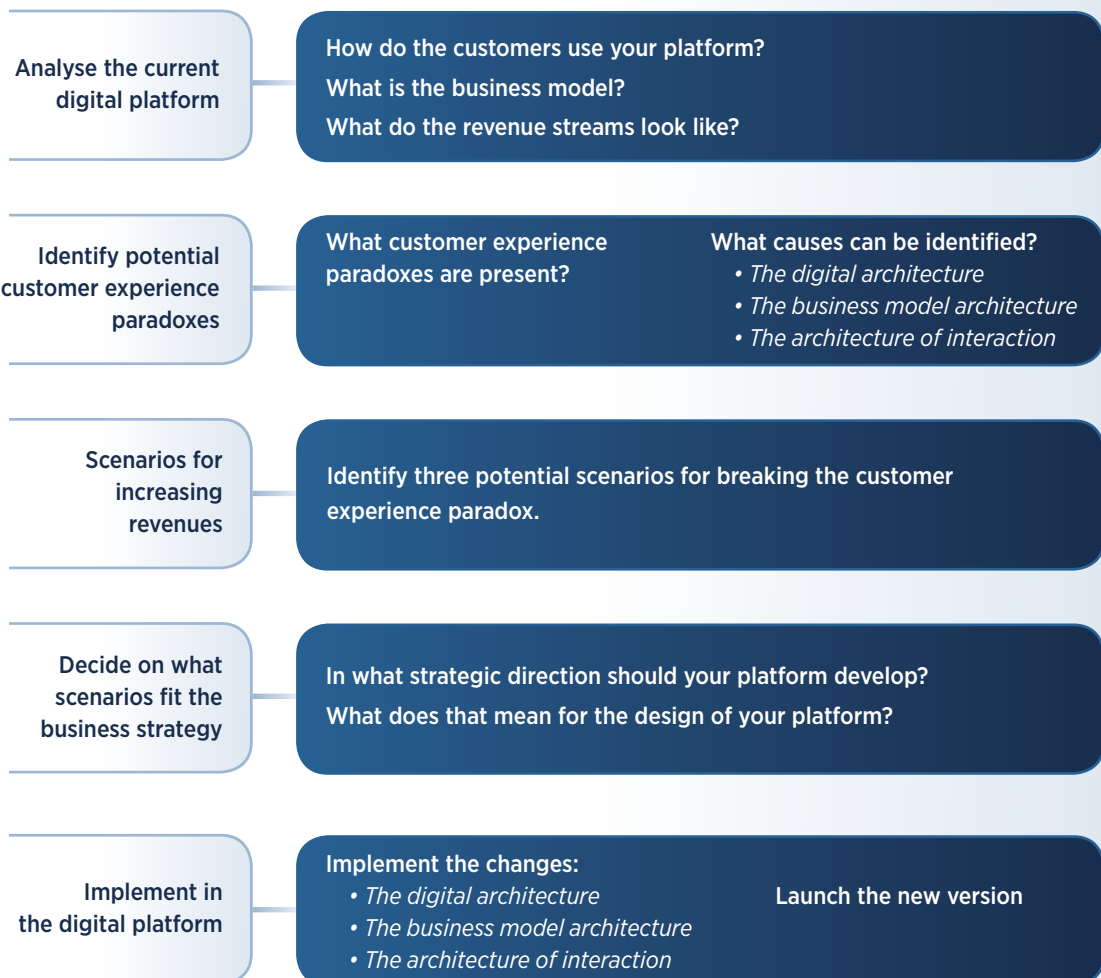 Analyse the current
digital platform
How do the customers use your platform?
What is the business model?
What do the revenue streams look like?
Identify potential
customer experience
paradoxes
What customer experience
paradoxes are present?
What causes can be identified?
• The digital architecture
• The business model architecture
• The architecture of interaction
Scenarios for
increasing
revenues
Identify three potential scenarios for breaking the customer
experience paradox.
Decide on what
scenarios fit the
business strategy
In what strategic direction should your platform develop?
What does that mean for the design of your platform?
Implement in
the digital platform
Implement the changes:
• The digital architecture
• The business model architecture
• The architecture of interaction
Launch the new version